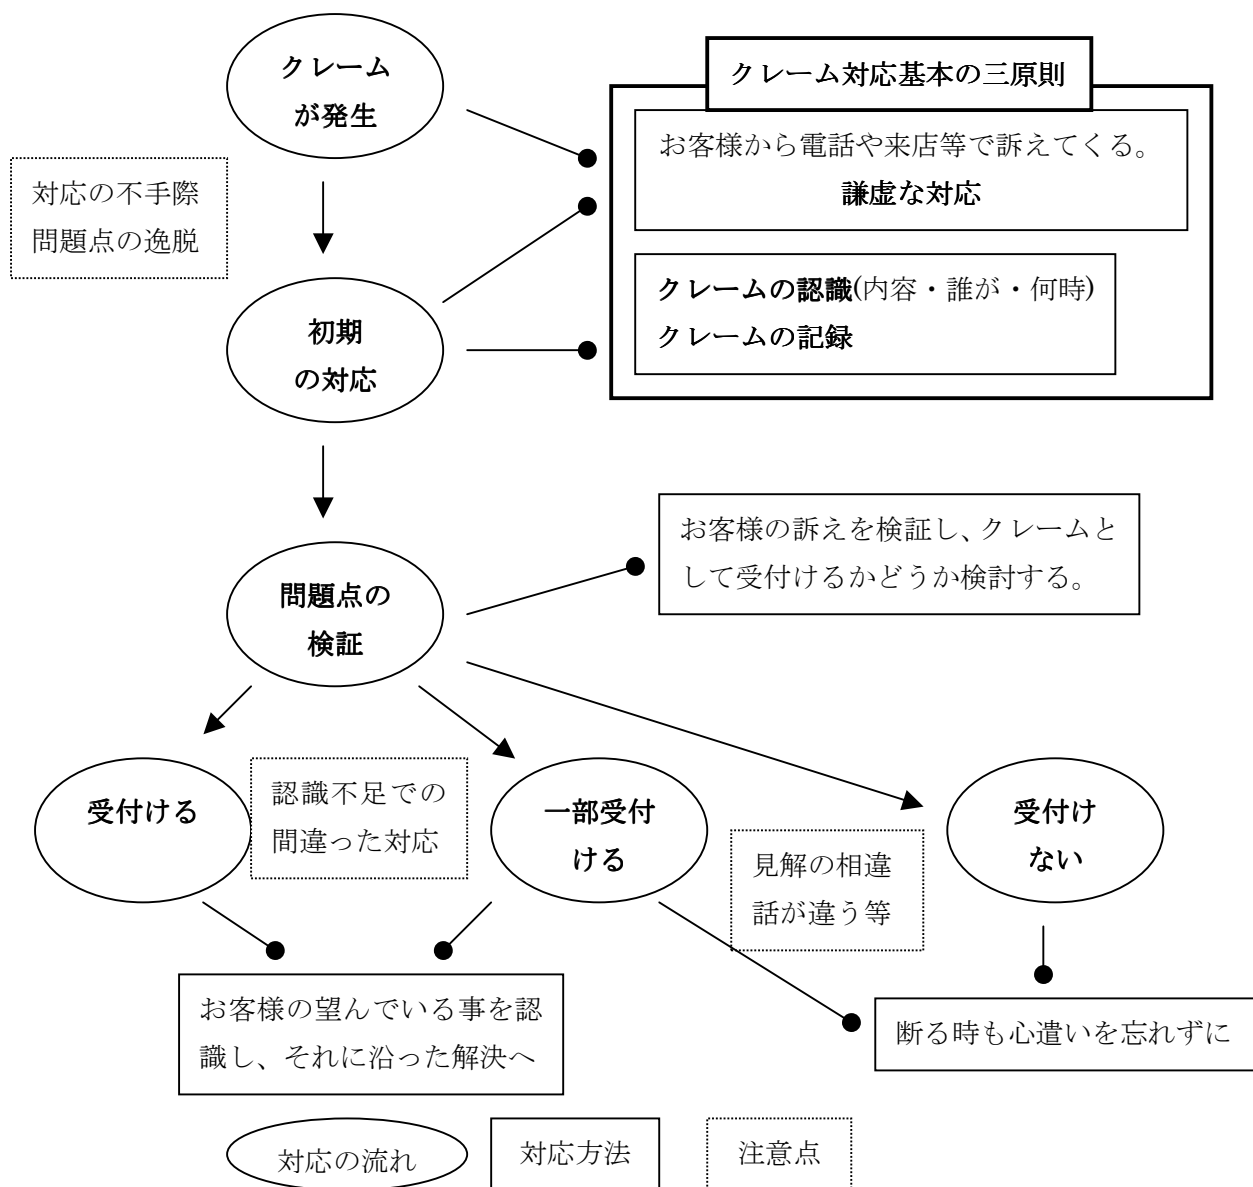 クレーム
が発生
クレーム対応基本の三原則
お客様から電話や来店等で訴えてくる。
謙虚な対応
対応の不手際
問題点の逸脱
クレームの認識(内容・誰が・何時)
クレームの記録
初期
の対応
お客様の訴えを検証し、クレームと
して受付けるかどうか検討する。
問題点の
検証
受付ける
認識不足での
間違った対応
一部受付
ける
見解の相違
話が違う等
受付け
ない
お客様の望んでいる事を認
識し、それに沿った解決へ
断る時も心遣いを忘れずに
対応の流れ
対応方法
注意点